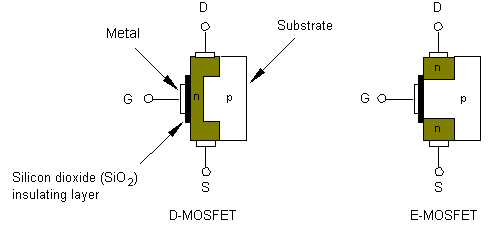 D
Metal
Substrate
G
n
p
Silicon dioxide (SiO2)
insulating layer
S
D-MOSFET
D
n
G
p
n
S
E-MOSFET